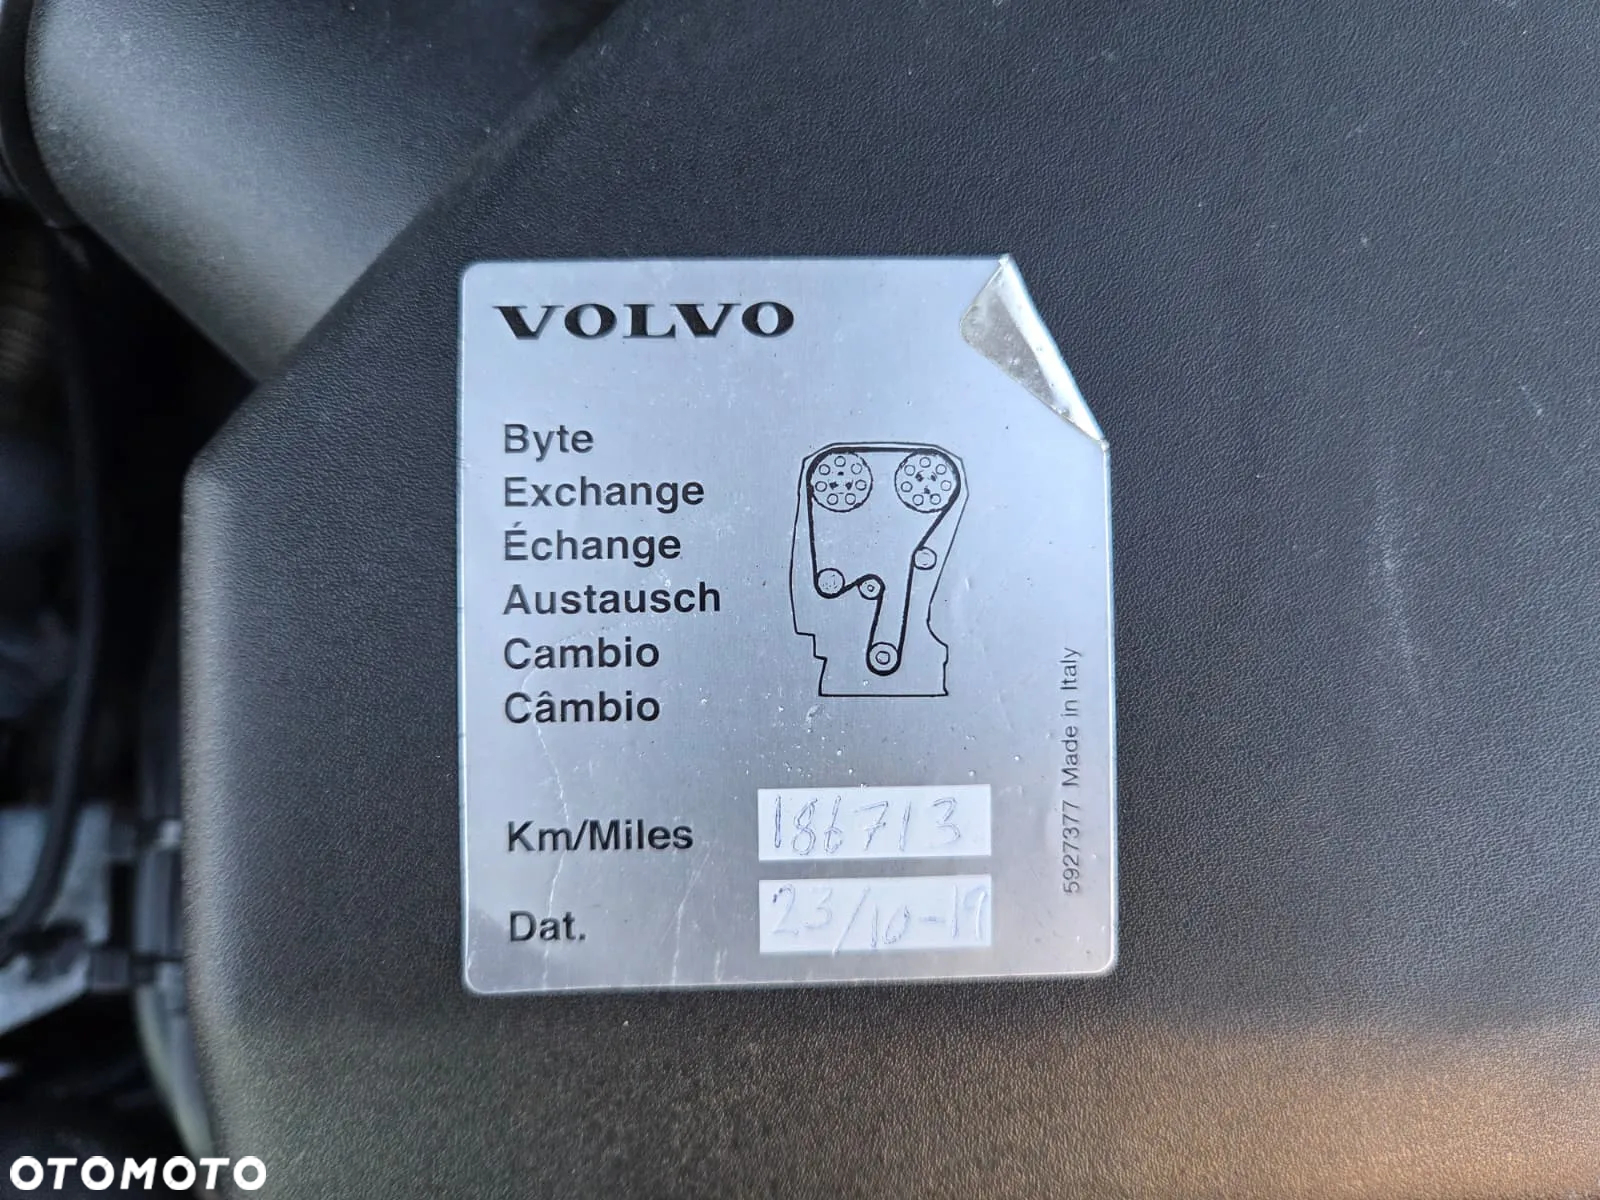 VOLVO
Byte
Exchange
Échange
Austausch
Cambio
Câmbio
Km/Miles 186713
Dat. 23/10-19
5927377 Made in Italy
OTOMOTO